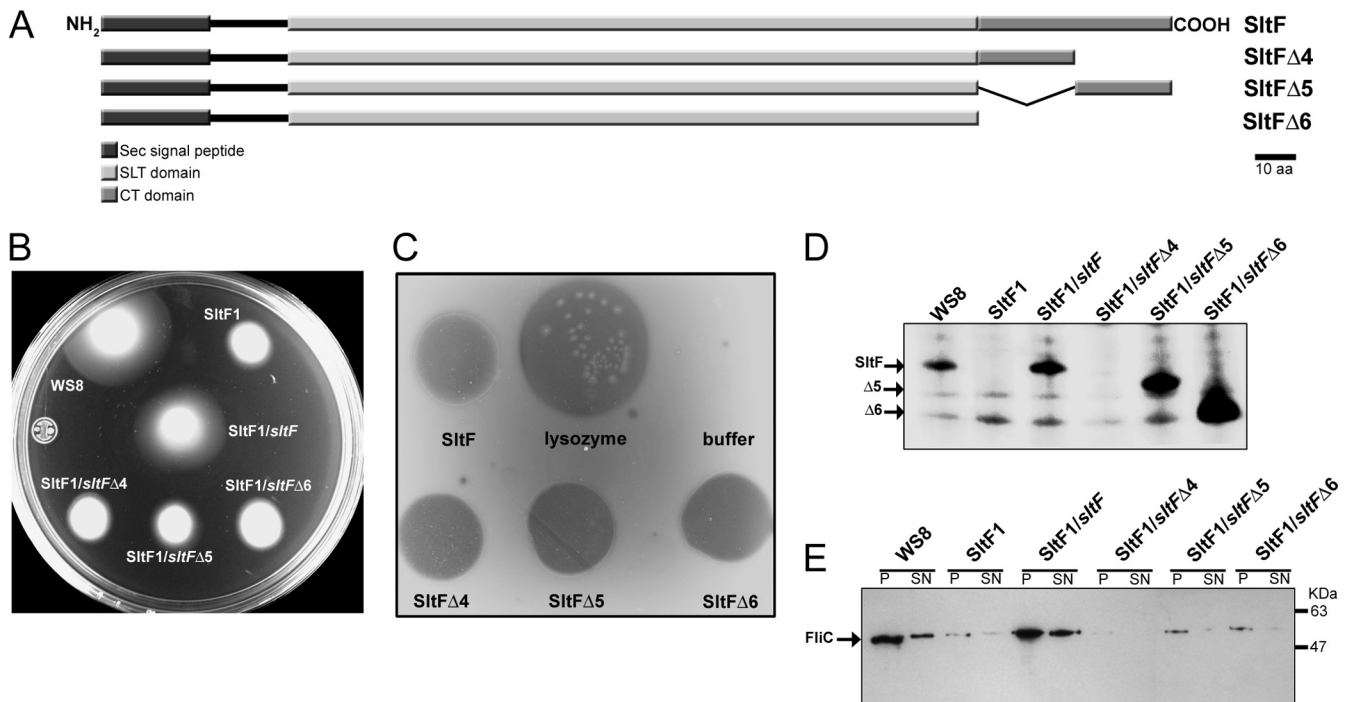 A
NH2
COOH
SltF
SltFΔ4
SltFΔ5
SltFΔ6
Sec signal peptide
SLT domain
CT domain
10 aa
B
SltF1
WS8
SltF1/sltF
SltF1/sltFΔ4
SltF1/sltFΔ6
SltF1/sltFΔ5
C
SltF
lysozyme
buffer
SltFΔ4
SltFΔ5
SltFΔ6
D
WS8
SltF1
SltF1/sltF
SltF1/sltFΔ4
SltF1/sltFΔ5
SltF1/sltFΔ6
SltF
Δ5
Δ6
E
WS8
SltF1
SltF1/sltF
SltF1/sltFΔ4
SltF1/sltFΔ5
SltF1/sltFΔ6
P SN P SN P SN P SN P SN P SN
KDa
63
FliC
47